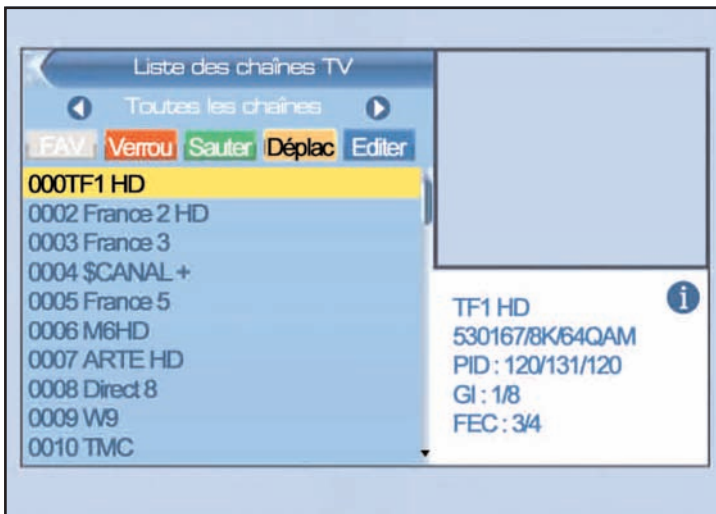 Liste des chaînes TV
Toutes les chaînes
FAV Verrou Sauter Déplac Editer
000TF1 HD
0002 France 2 HD
0003 France 3
0004 $CANAL +
0005 France 5
0006 M6HD
0007 ARTE HD
0008 Direct 8
0009 W9
0010 TMC
i
TF1 HD
530167/8K/64QAM
PID : 120/131/120
GI : 1/8
FEC : 3/4